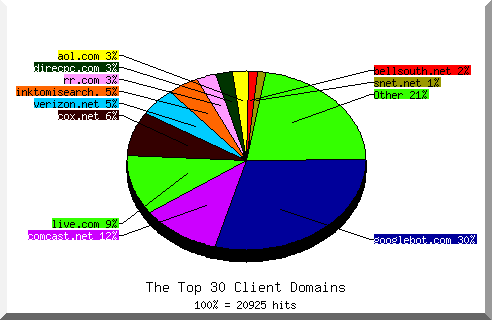 aol.com 3%
direcpc.com 3%
rr.com 3%
inktomisearch. 5%
verizon.net 5%
cox.net 6%
live.com 9%
comcast.net 12%
bellsouth.net 2%
snet.net 1%
Other 21%
googlebot.com 30%
The Top 30 Client Domains
100% = 20925 hits